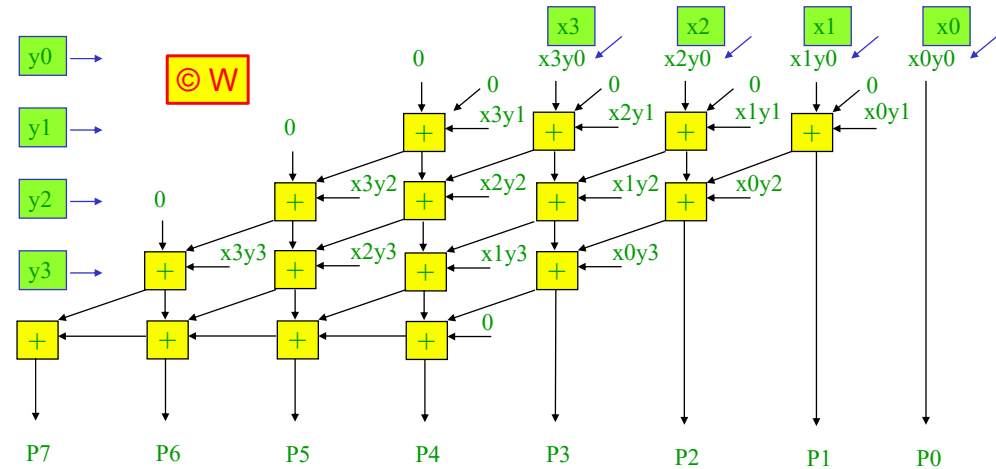 x3 x2 x1 x0
y0 © W 0 x3y0 x2y0 x1y0 x0y0
0 0 0 0
y1 0 x3y1 x2y1 x1y1 x0y1
+ + + +
y2 0 x3y2 x2y2 x1y2 x0y2
+ + + +
y3 x3y3 x2y3 x1y3 x0y3
+ + + +
0
+ + + +
P7 P6 P5 P4 P3 P2 P1 P0